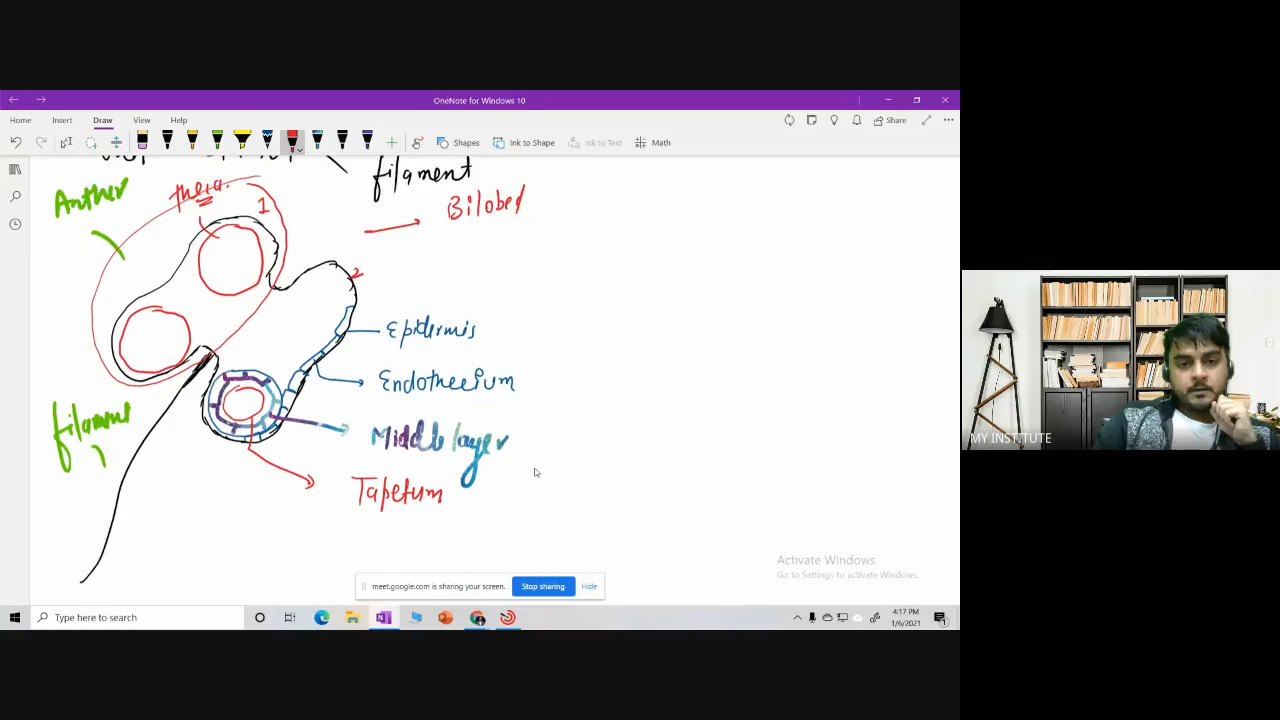 OneNote for Windows 10
Home Insert Draw View Help
Share
Shapes Ink to Shape Ink to Text Math
filament
Anther
theca.
1
Bilobed
2
Epidermis
Endothecium
filament
Middle layer
Tapetum
MY INSTITUTE
Activate Windows
Go to Settings to activate Windows.
meet.google.com is sharing your screen. Stop sharing Hide
Type here to search
4:17 PM
1/6/2021
1